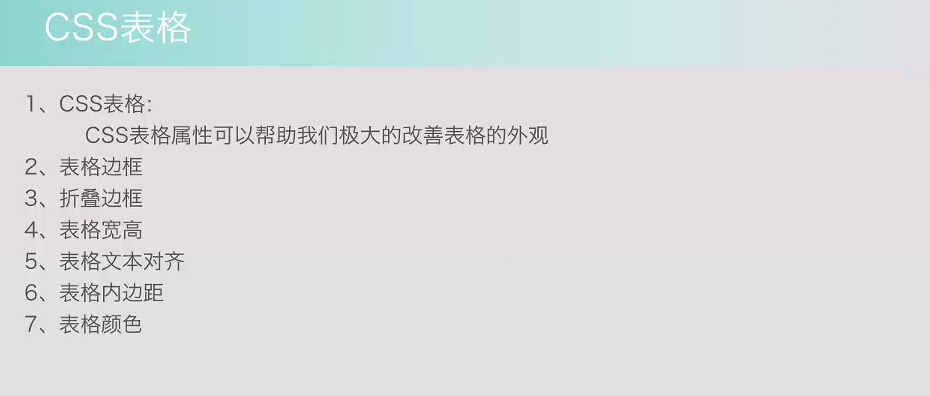 CSS表格
1、CSS表格：
CSS表格属性可以帮助我们极大的改善表格的外观
2、表格边框
3、折叠边框
4、表格宽高
5、表格文本对齐
6、表格内边距
7、表格颜色